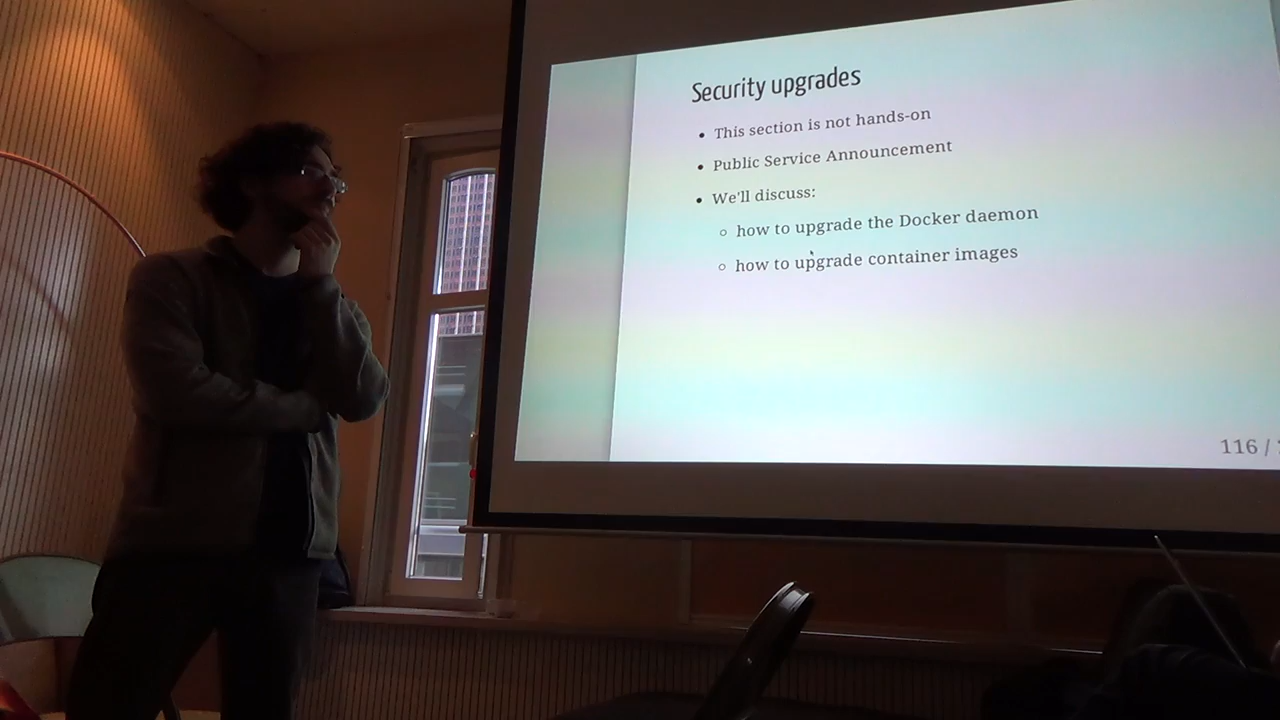 Security upgrades
• This section is not hands-on
• Public Service Announcement
• We'll discuss:
○ how to upgrade the Docker daemon
○ how to upgrade container images
116 /